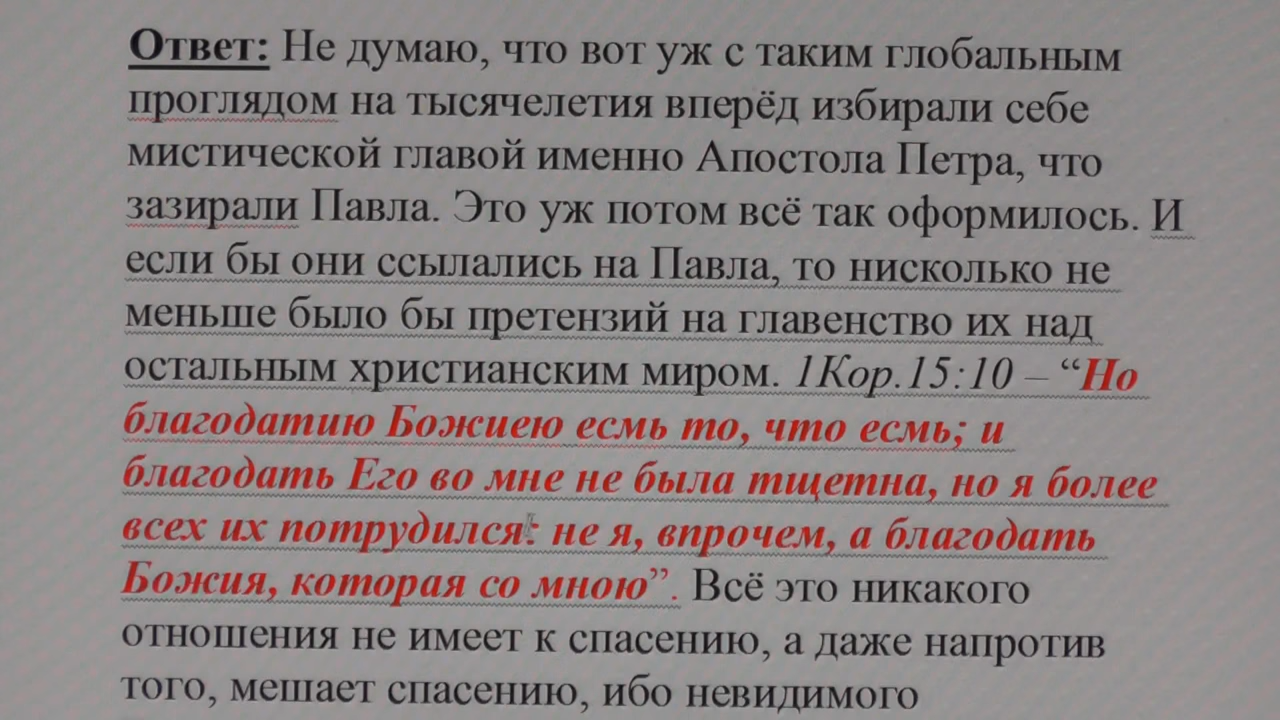 Ответ: Не думаю, что вот уж с таким глобальным
проглядом на тысячелетия вперёд избирали себе
мистической главой именно Апостола Петра, что
зазирали Павла. Это уж потом всё так оформилось. И
если бы они ссылались на Павла, то нисколько не
меньше было бы претензий на главенство их над
остальным христианским миром. 1Кор.15:10 – “Но
благодатию Божиею есмь то, что есмь; и
благодать Его во мне не была тщетна, но я более
всех их потрудился: не я, впрочем, а благодать
Божия, которая со мною”. Всё это никакого
отношения не имеет к спасению, а даже напротив
того, мешает спасению, ибо невидимого